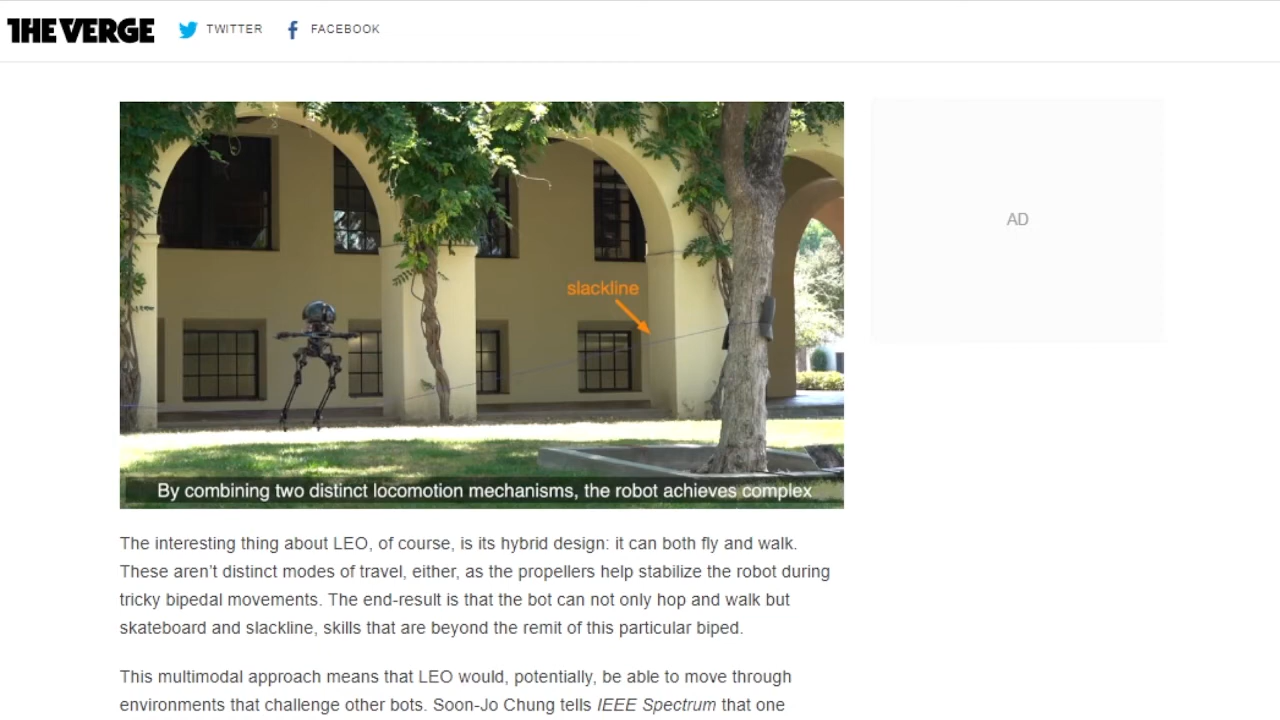 THE VERGE
TWITTER
FACEBOOK
AD
slackline
By combining two distinct locomotion mechanisms, the robot achieves complex
The interesting thing about LEO, of course, is its hybrid design: it can both fly and walk.
These aren’t distinct modes of travel, either, as the propellers help stabilize the robot during
tricky bipedal movements. The end-result is that the bot can not only hop and walk but
skateboard and slackline, skills that are beyond the remit of this particular biped.
This multimodal approach means that LEO would, potentially, be able to move through
environments that challenge other bots. Soon-Jo Chung tells IEEE Spectrum that one